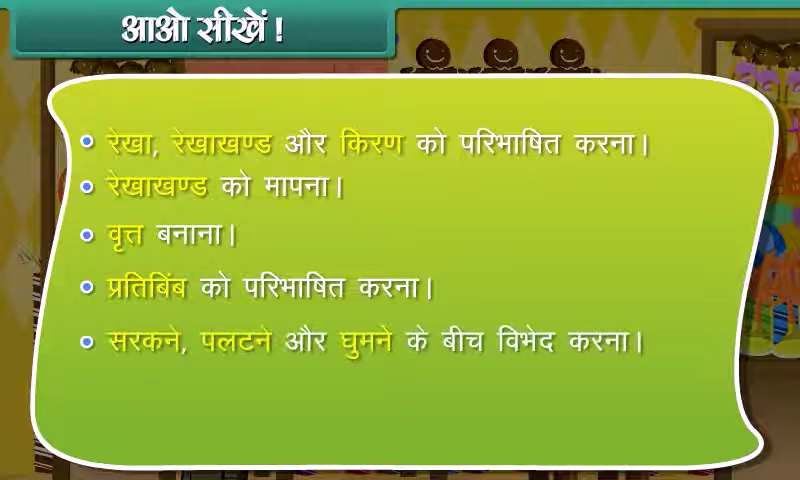 आओ सीखें!
रेखा, रेखाखण्ड और किरण को परिभाषित करना।
रेखाखण्ड को मापना।
वृत्त बनाना।
प्रतिबिंब को परिभाषित करना।
सरकने, पलटने और घुमने के बीच विभेद करना।